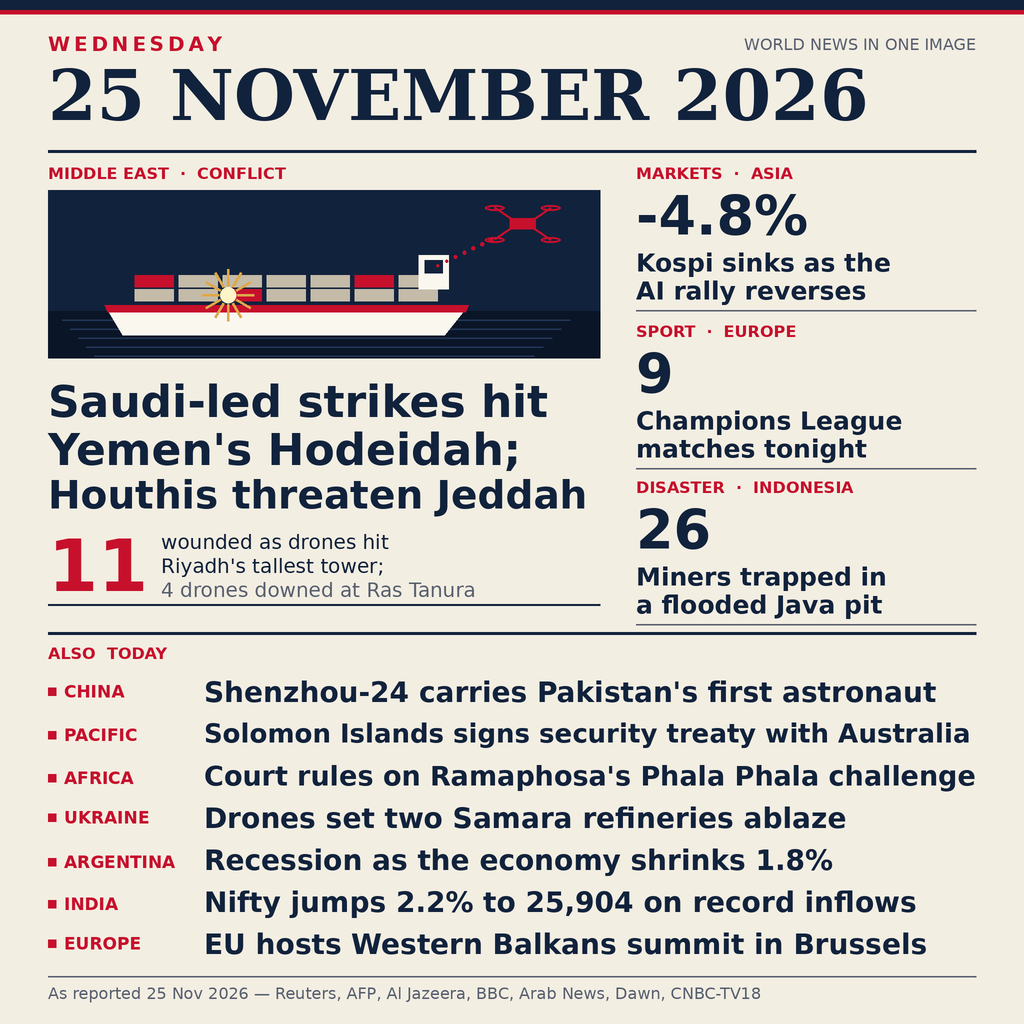 WEDNESDAY
WORLD NEWS IN ONE IMAGE
25 NOVEMBER 2026
MIDDLE EAST · CONFLICT
Saudi-led strikes hit
Yemen's Hodeidah;
Houthis threaten Jeddah
11
wounded as drones hit
Riyadh's tallest tower;
4 drones downed at Ras Tanura
MARKETS · ASIA
-4.8%
Kospi sinks as the
AI rally reverses
SPORT · EUROPE
9
Champions League
matches tonight
DISASTER · INDONESIA
26
Miners trapped in
a flooded Java pit
ALSO TODAY
CHINA Shenzhou-24 carries Pakistan's first astronaut
PACIFIC Solomon Islands signs security treaty with Australia
AFRICA Court rules on Ramaphosa's Phala Phala challenge
UKRAINE Drones set two Samara refineries ablaze
ARGENTINA Recession as the economy shrinks 1.8%
INDIA Nifty jumps 2.2% to 25,904 on record inflows
EUROPE EU hosts Western Balkans summit in Brussels
As reported 25 Nov 2026 — Reuters, AFP, Al Jazeera, BBC, Arab News, Dawn, CNBC-TV18